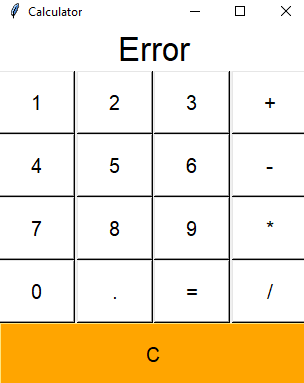 Calculator
Error
1 2 3 +
4 5 6 -
7 8 9 *
0 . = /
C